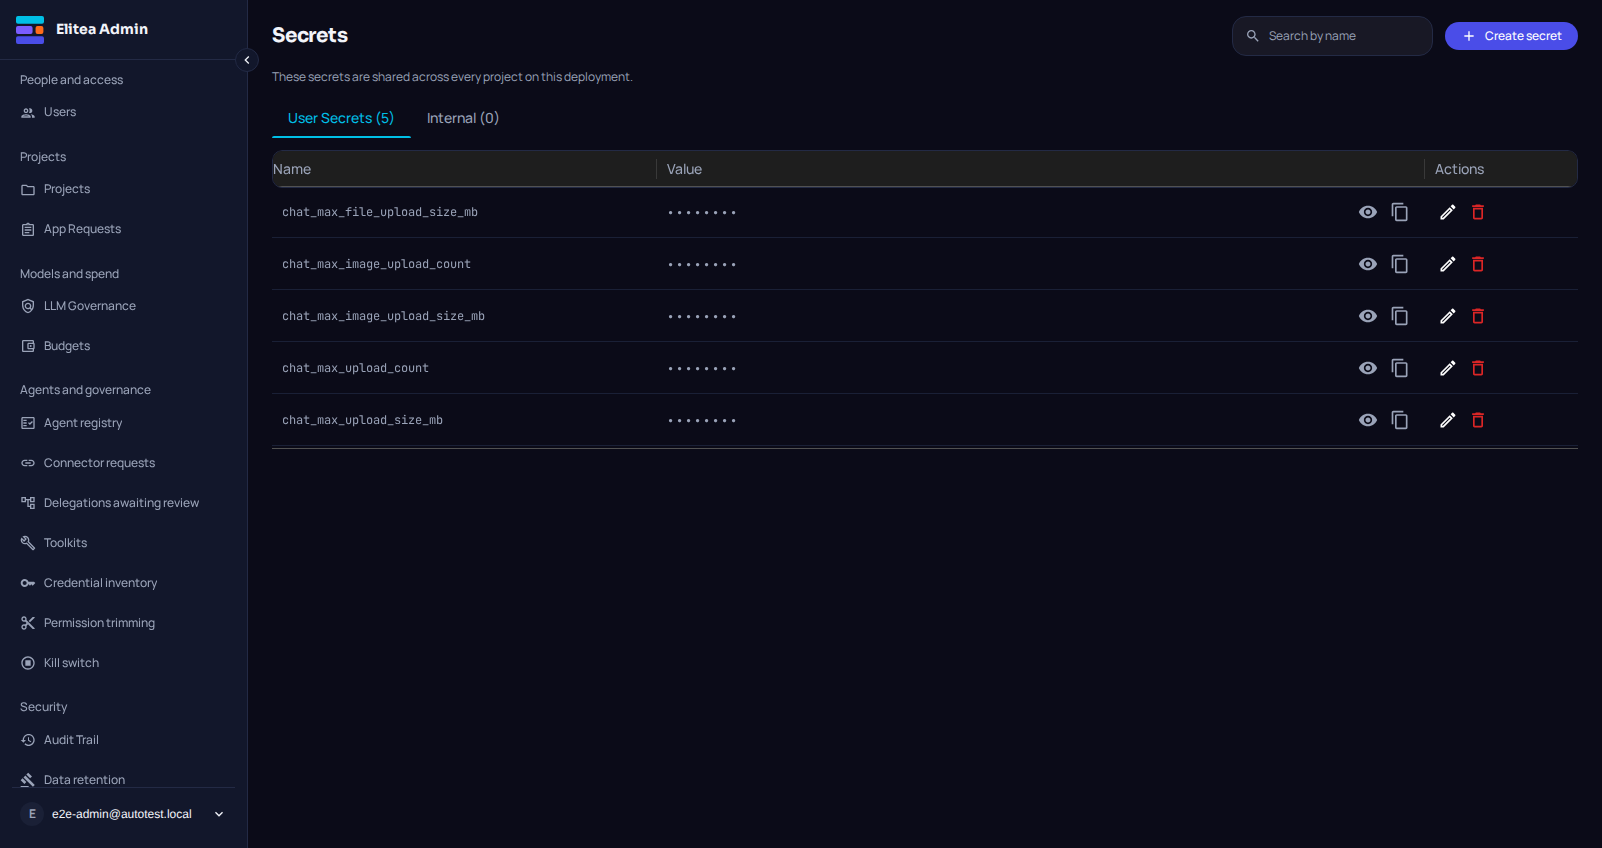 Elitea Admin
People and access
Users
Projects
Projects
App Requests
Models and spend
LLM Governance
Budgets
Agents and governance
Agent registry
Connector requests
Delegations awaiting review
Toolkits
Credential inventory
Permission trimming
Kill switch
Security
Audit Trail
Data retention
E e2e-admin@autotest.local
Secrets
Search by name
Create secret
These secrets are shared across every project on this deployment.
User Secrets (5) Internal (0)
Name Value Actions
chat_max_file_upload_size_mb ••••••••
chat_max_image_upload_count ••••••••
chat_max_image_upload_size_mb ••••••••
chat_max_upload_count ••••••••
chat_max_upload_size_mb ••••••••